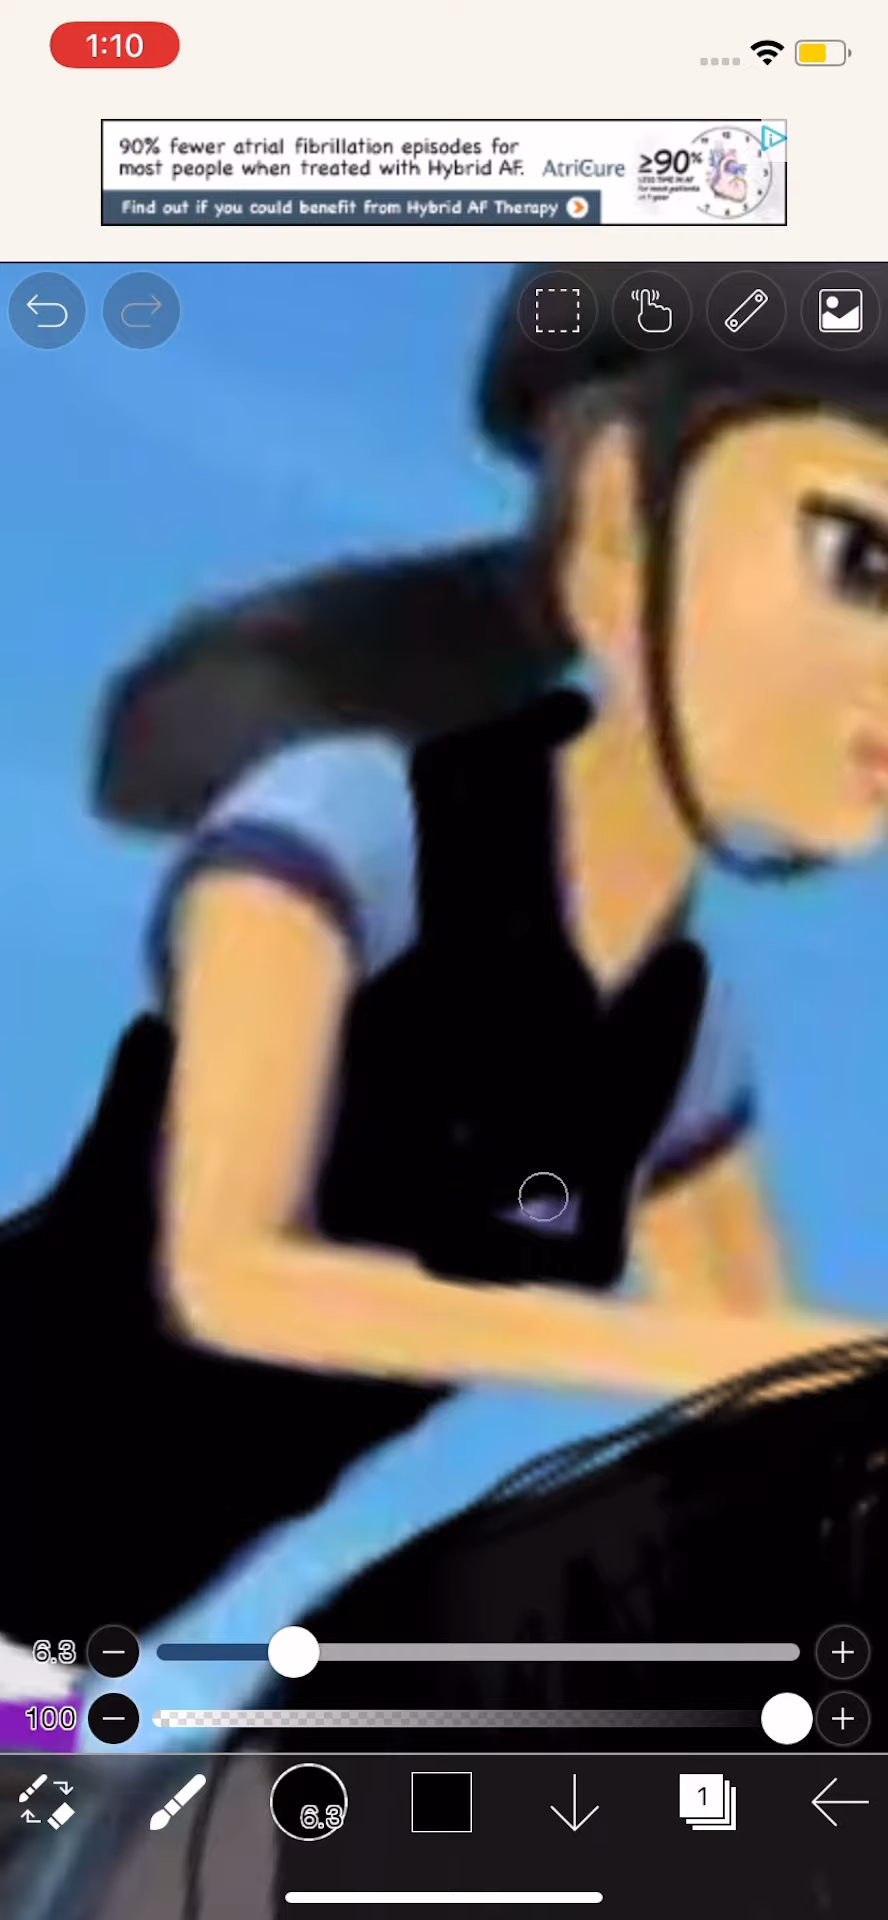 1:10
90% fewer atrial fibrillation episodes for
most people when treated with Hybrid AF. AtriCure
≥90%
Find out if you could benefit from Hybrid AF Therapy
6.3
100
6.3
1